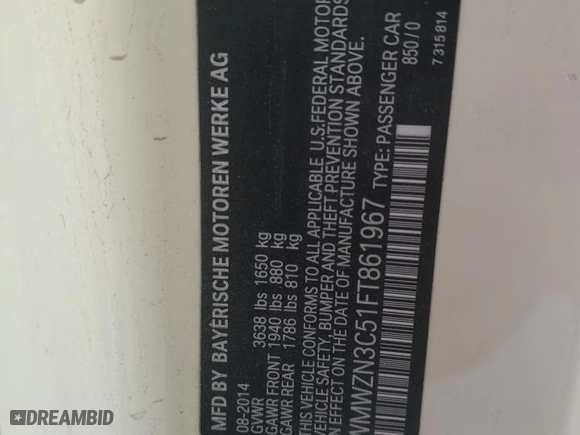 MFD BY BAYERISCHE MOTOREN WERKE AG
08-2014
GVWR 3638 lbs 1650 kg
GAWR FRONT 1940 lbs 880 kg
GAWR REAR 1786 lbs 810 kg
THIS VEHICLE CONFORMS TO ALL APPLICABLE U.S.FEDERAL MOTOR
VEHICLE SAFETY, BUMPER AND THEFT PREVENTION STANDARDS
IN EFFECT ON THE DATE OF MANUFACTURE SHOWN ABOVE.
WMWZN3C51FT861967 TYPE: PASSENGER CAR
850 / 0
7 315 814
DREAMBID